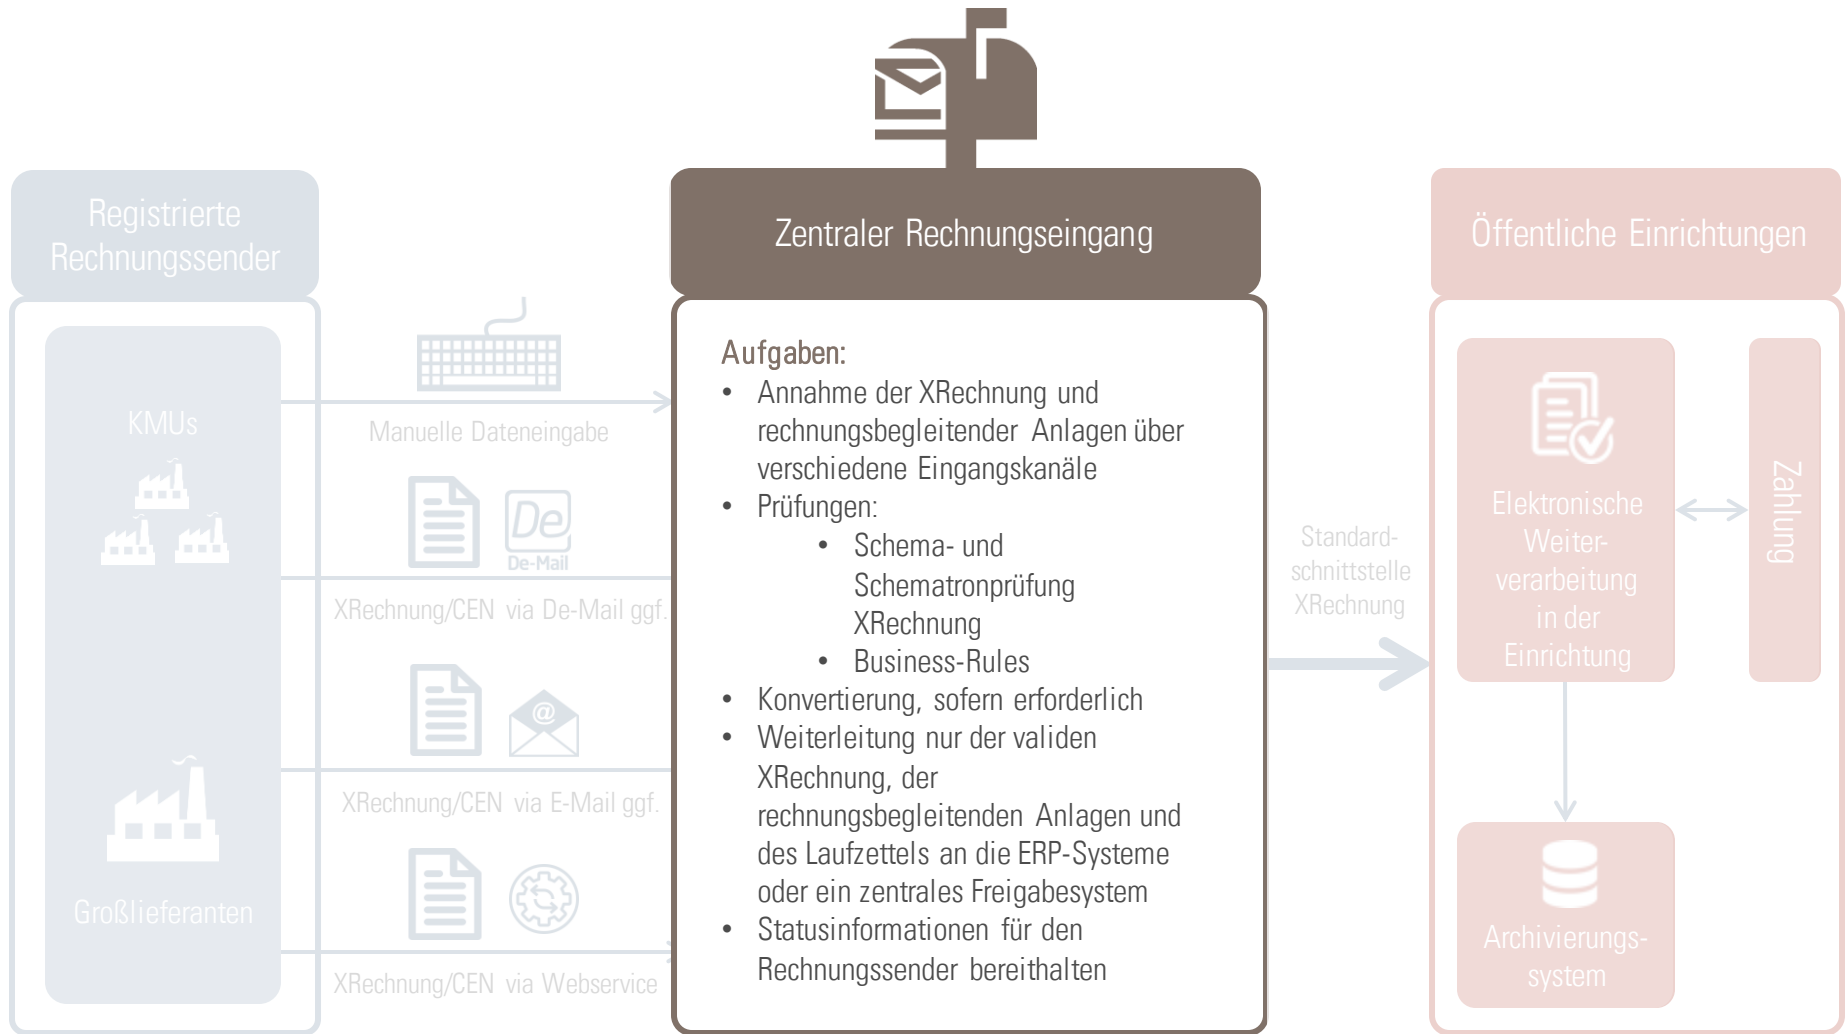 Registrierte
Rechnungssender
KMUs
Großlieferanten
Manuelle Dateneingabe
De
De-Mail
XRechnung/CEN via De-Mail ggf.
@
XRechnung/CEN via E-Mail ggf.
XRechnung/CEN via Webservice
Zentraler Rechnungseingang
Aufgaben:
• Annahme der XRechnung und
rechnungsbegleitender Anlagen über
verschiedene Eingangskanäle
• Prüfungen:
• Schema- und
Schematronprüfung
XRechnung
• Business-Rules
• Konvertierung, sofern erforderlich
• Weiterleitung nur der validen
XRechnung, der
rechnungsbegleitenden Anlagen und
des Laufzettels an die ERP-Systeme
oder ein zentrales Freigabesystem
• Statusinformationen für den
Rechnungssender bereithalten
Standard-
schnittstelle
XRechnung
Öffentliche Einrichtungen
Elektronische
Weiter-
verarbeitung
in der
Einrichtung
Zahlung
Archivierungs-
system